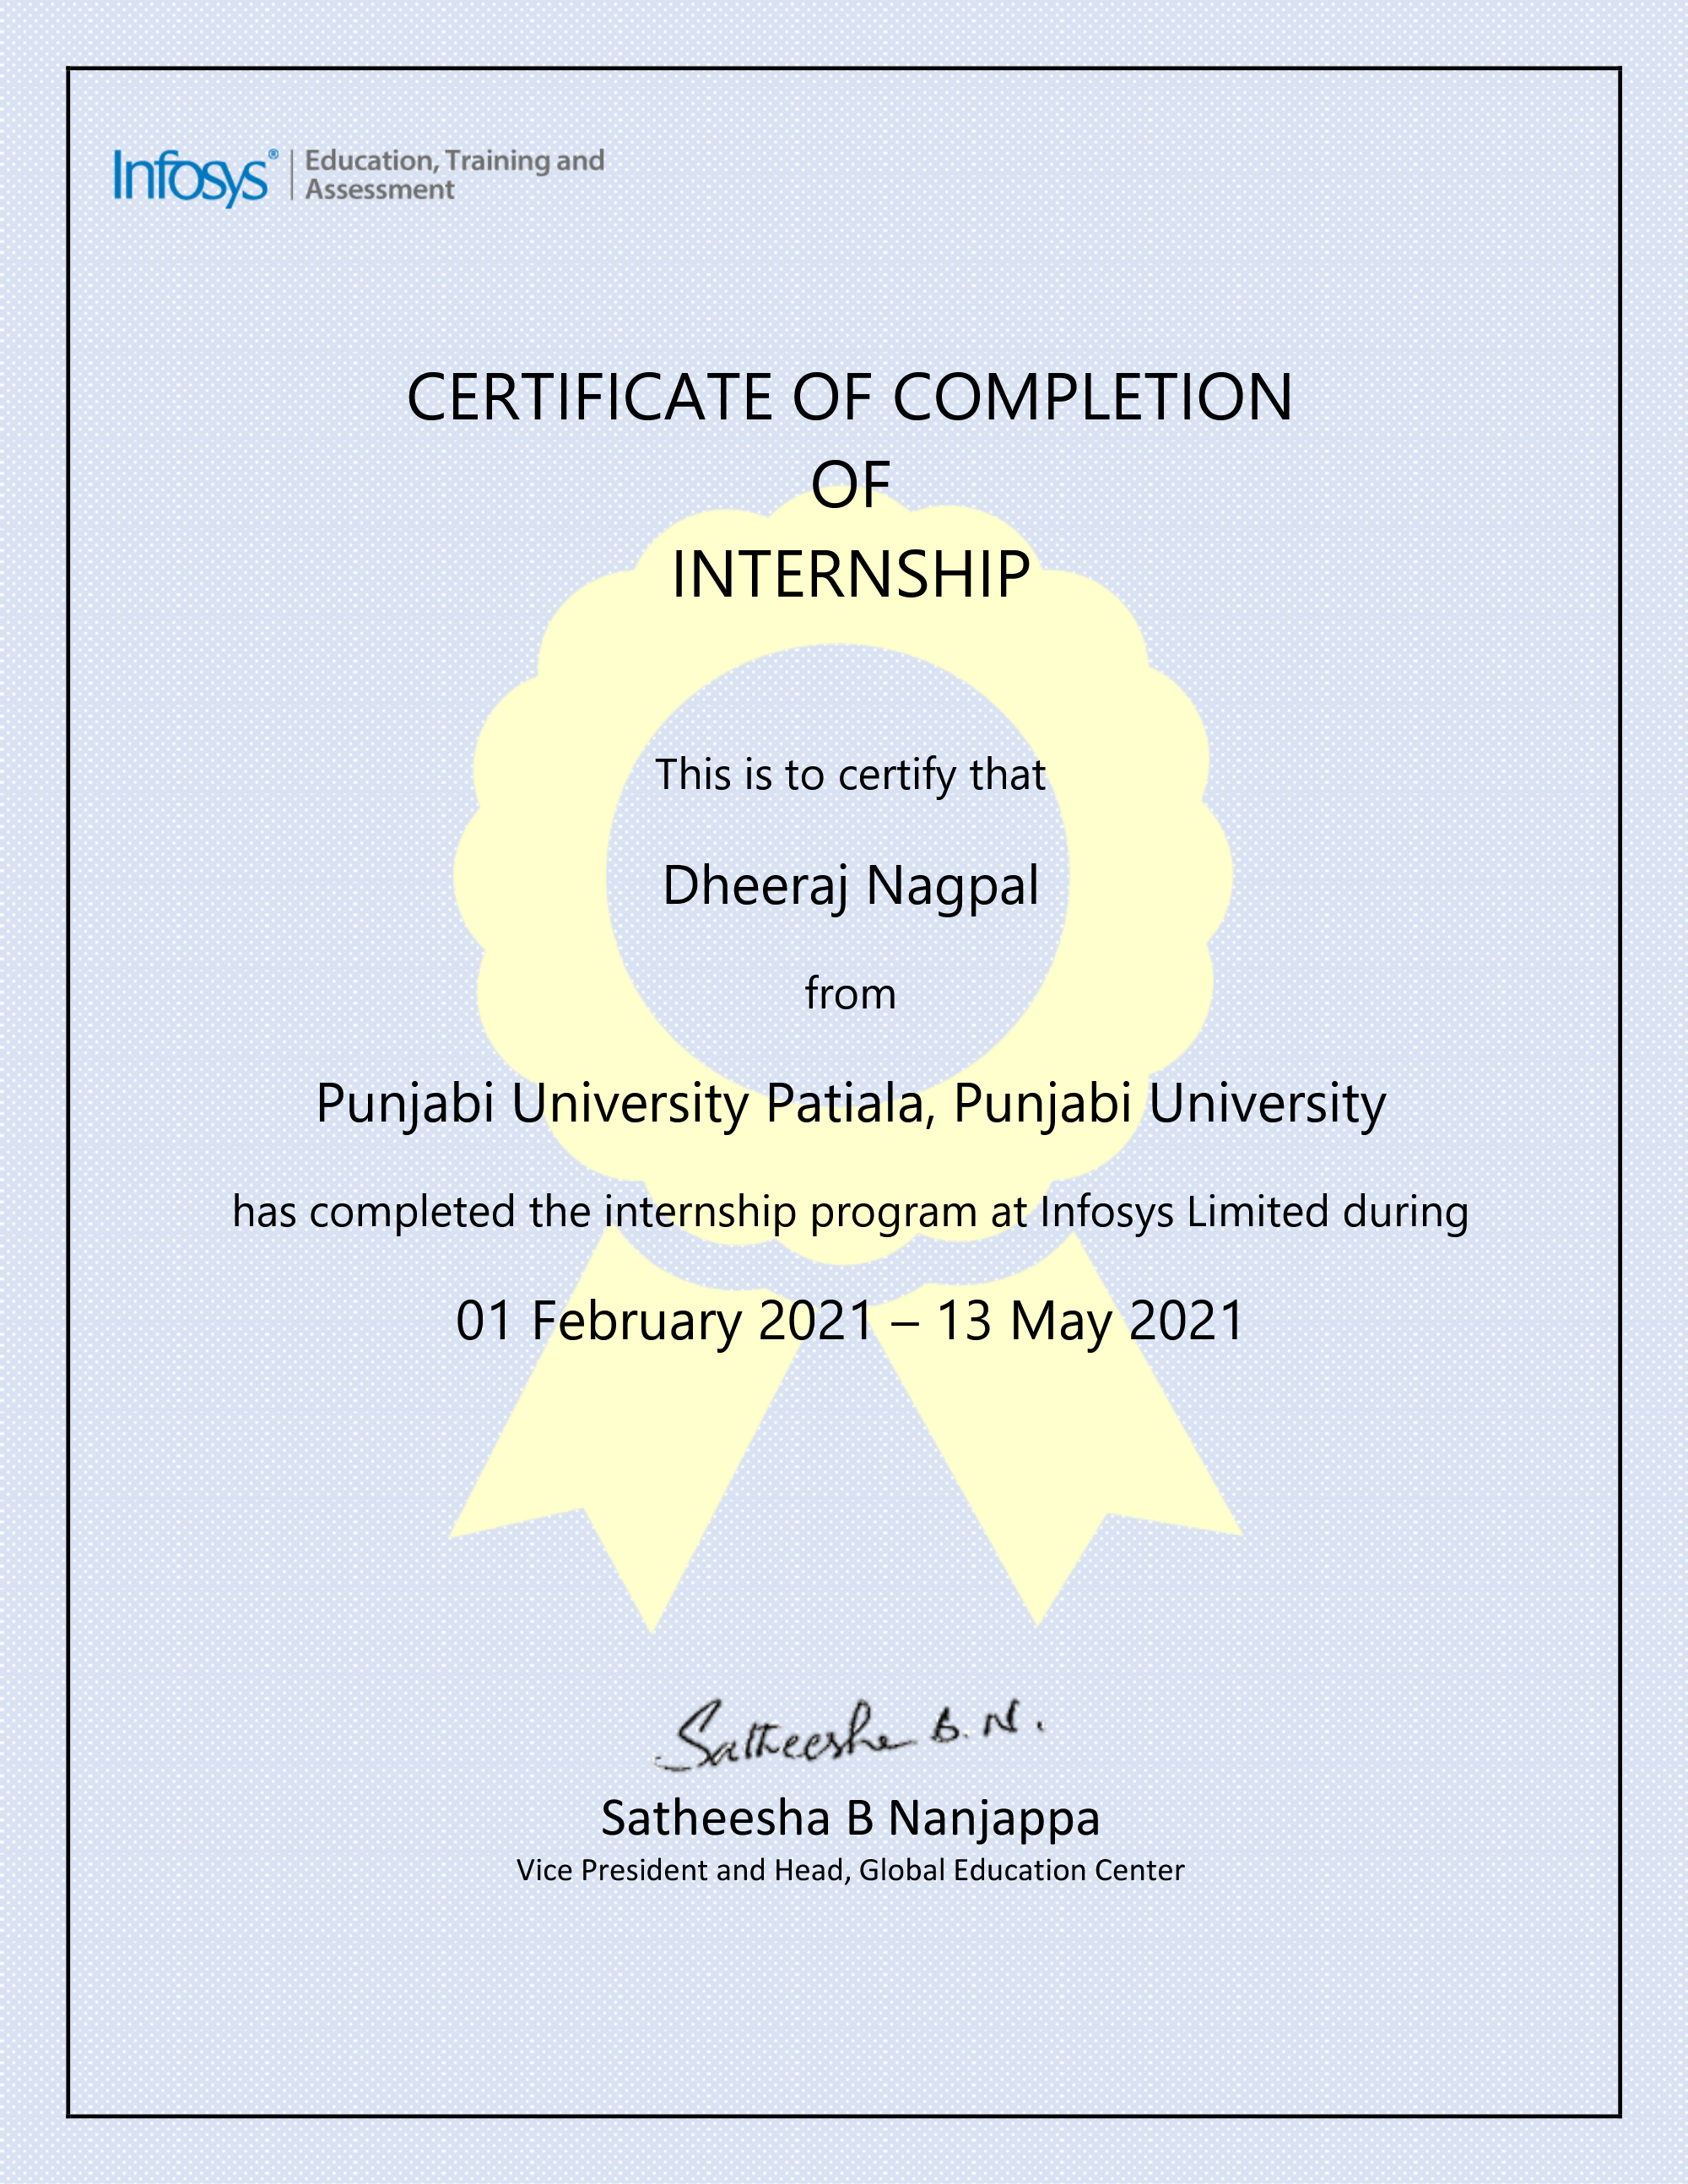 Infosys® | Education, Training and
Assessment
CERTIFICATE OF COMPLETION
OF
INTERNSHIP
This is to certify that
Dheeraj Nagpal
from
Punjabi University Patiala, Punjabi University
has completed the internship program at Infosys Limited during
01 February 2021 – 13 May 2021
Satheesha B. N.
Satheesha B Nanjappa
Vice President and Head, Global Education Center